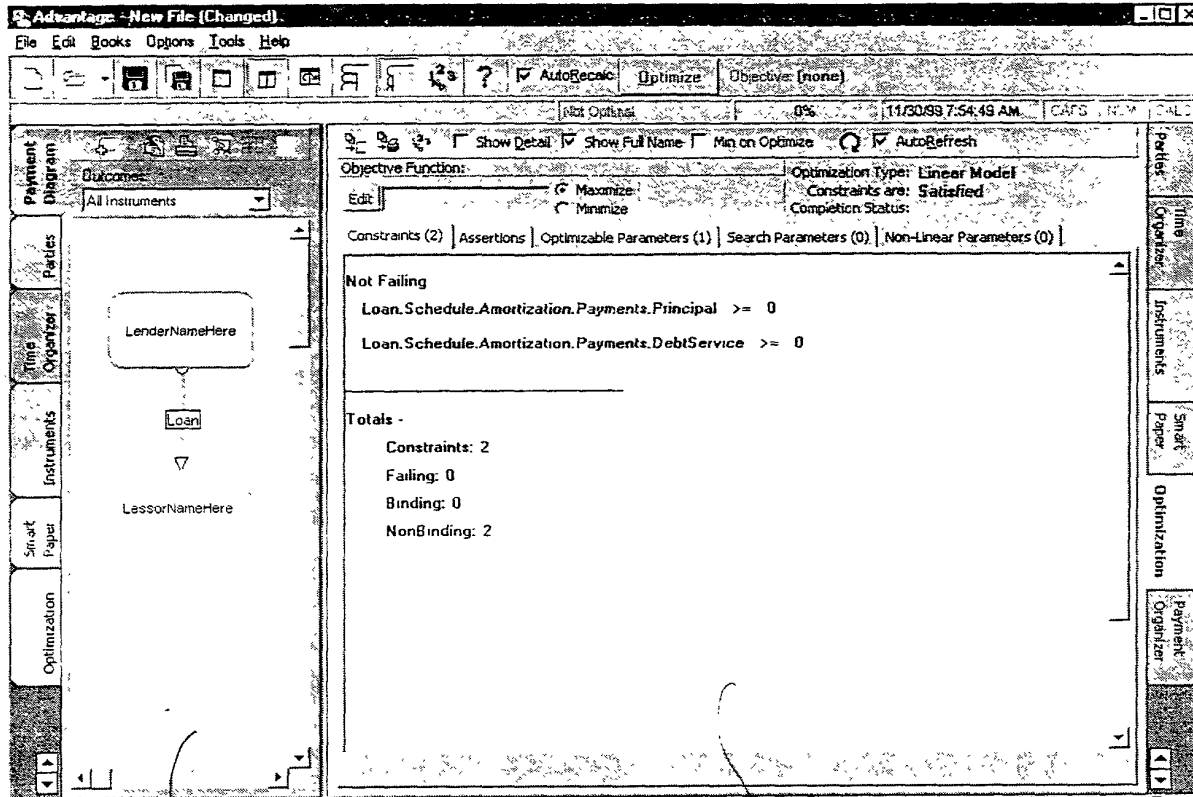 Advantage - New File (Changed)
File Edit Books Options Tools Help
? AutoRecalc Optimize Objective: (none)
Not Optimal 0% 11/30/99 7:54:49 AM CAPS NUM
Show Detail Show Full Name Min on Optimize AutoRefresh
Payment Diagram
Parties
Time Organizer
Instruments
Smart Paper
Optimization
Outcomes:
All Instruments
LenderNameHere
Loan
LessorNameHere
Objective Function:
Edit
Maximize
Minimize
Optimization Type: Linear Model
Constraints are: Satisfied
Completion Status:
Constraints (2) Assertions Optimizable Parameters (1) Search Parameters (0) Non-Linear Parameters (0)
Not Failing
Loan.Schedule.Amortization.Payments.Principal >= 0
Loan.Schedule.Amortization.Payments.DebtService >= 0
Totals -
Constraints: 2
Failing: 0
Binding: 0
NonBinding: 2
Parties
Time Organizer
Instruments
Smart Paper
Optimization
Payment Organizer